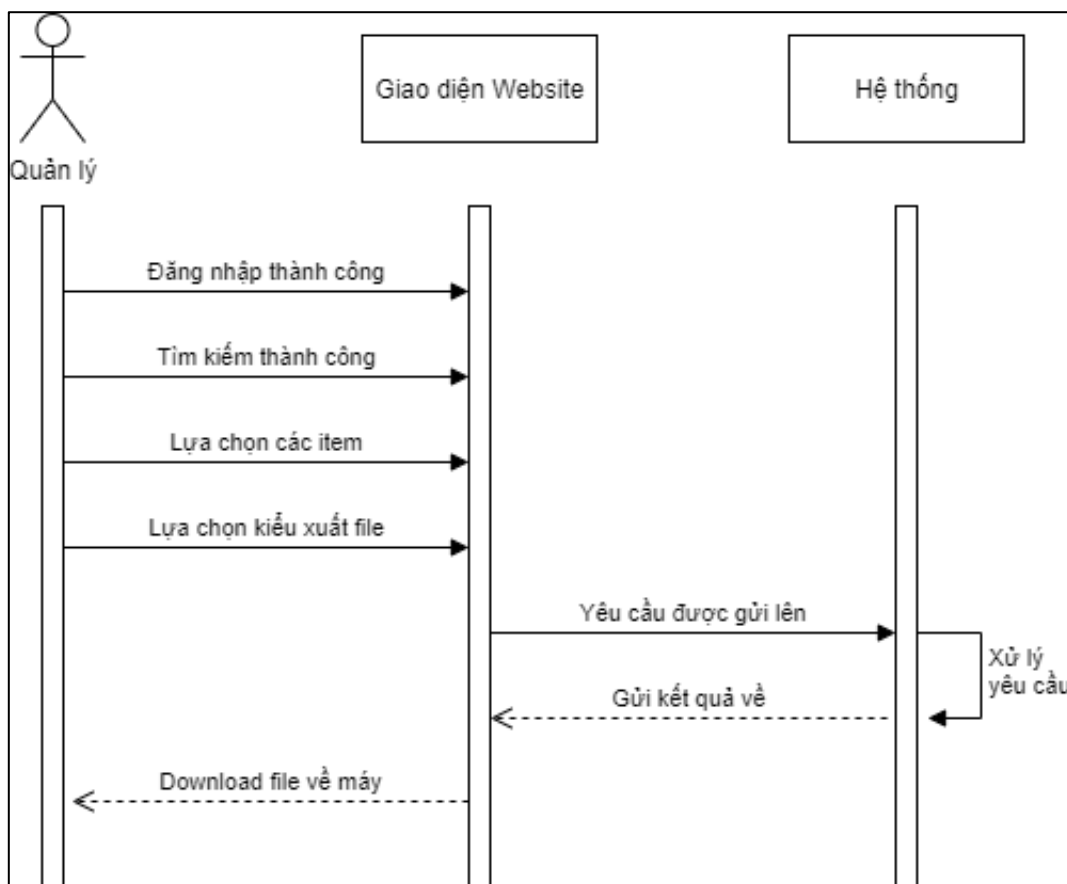 Giao diện Website
Hệ thống
Quản lý
Đăng nhập thành công
Tìm kiếm thành công
Lựa chọn các item
Lựa chọn kiểu xuất file
Yêu cầu được gửi lên
Xử lý
yêu cầu
Gửi kết quả về
Download file về máy